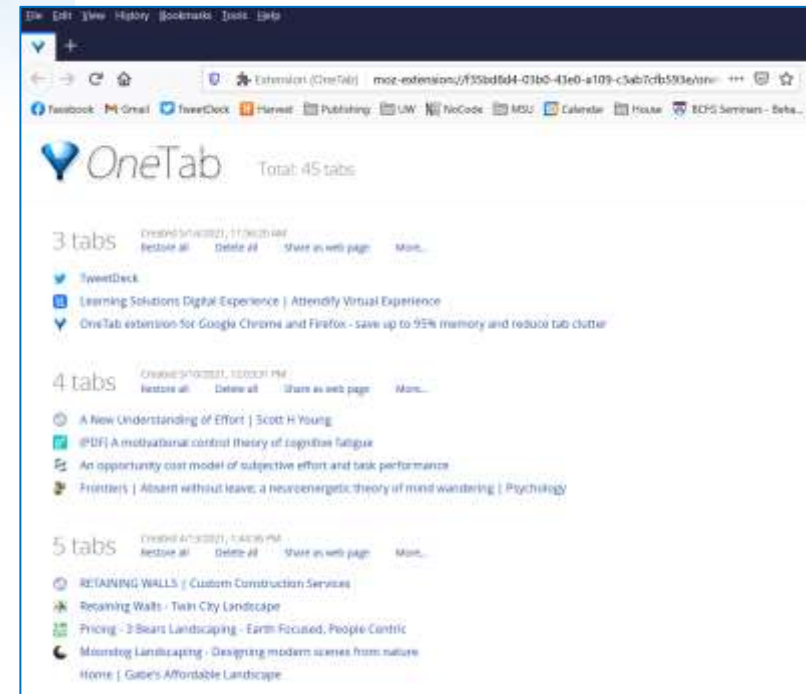 File Edit View History Bookmarks Tools Help
Extension (OneTab) moz-extension://
Facebook Gmail TweetDeck Harvest Publishing UW NoCode MSU Calendar House Seminars -
OneTab Total: 45 tabs
3 tabs
Restore all Delete all Share as web page More...
TweetDeck
Learning Solutions Digital Experience | Attendify Virtual Experience
OneTab extension for Google Chrome and Firefox - save up to 95% memory and reduce tab clutter
4 tabs
Restore all Delete all Share as web page More...
A New Understanding of Effort | Scott H Young
(PDF) A motivational control theory of cognitive fatigue
An opportunity cost model of subjective effort and task performance
Frontiers | Absent without leave; a neuroenergetic theory of mind wandering | Psychology
5 tabs
Restore all Delete all Share as web page More...
RETAINING WALLS | Custom Construction Services
Retaining Walls - Twin City Landscape
Pricing - 3 Bears Landscaping - Earth Focused, People Centric
Moondog Landscaping - Designing modern scenes from nature
Home | Gabe's Affordable Landscape